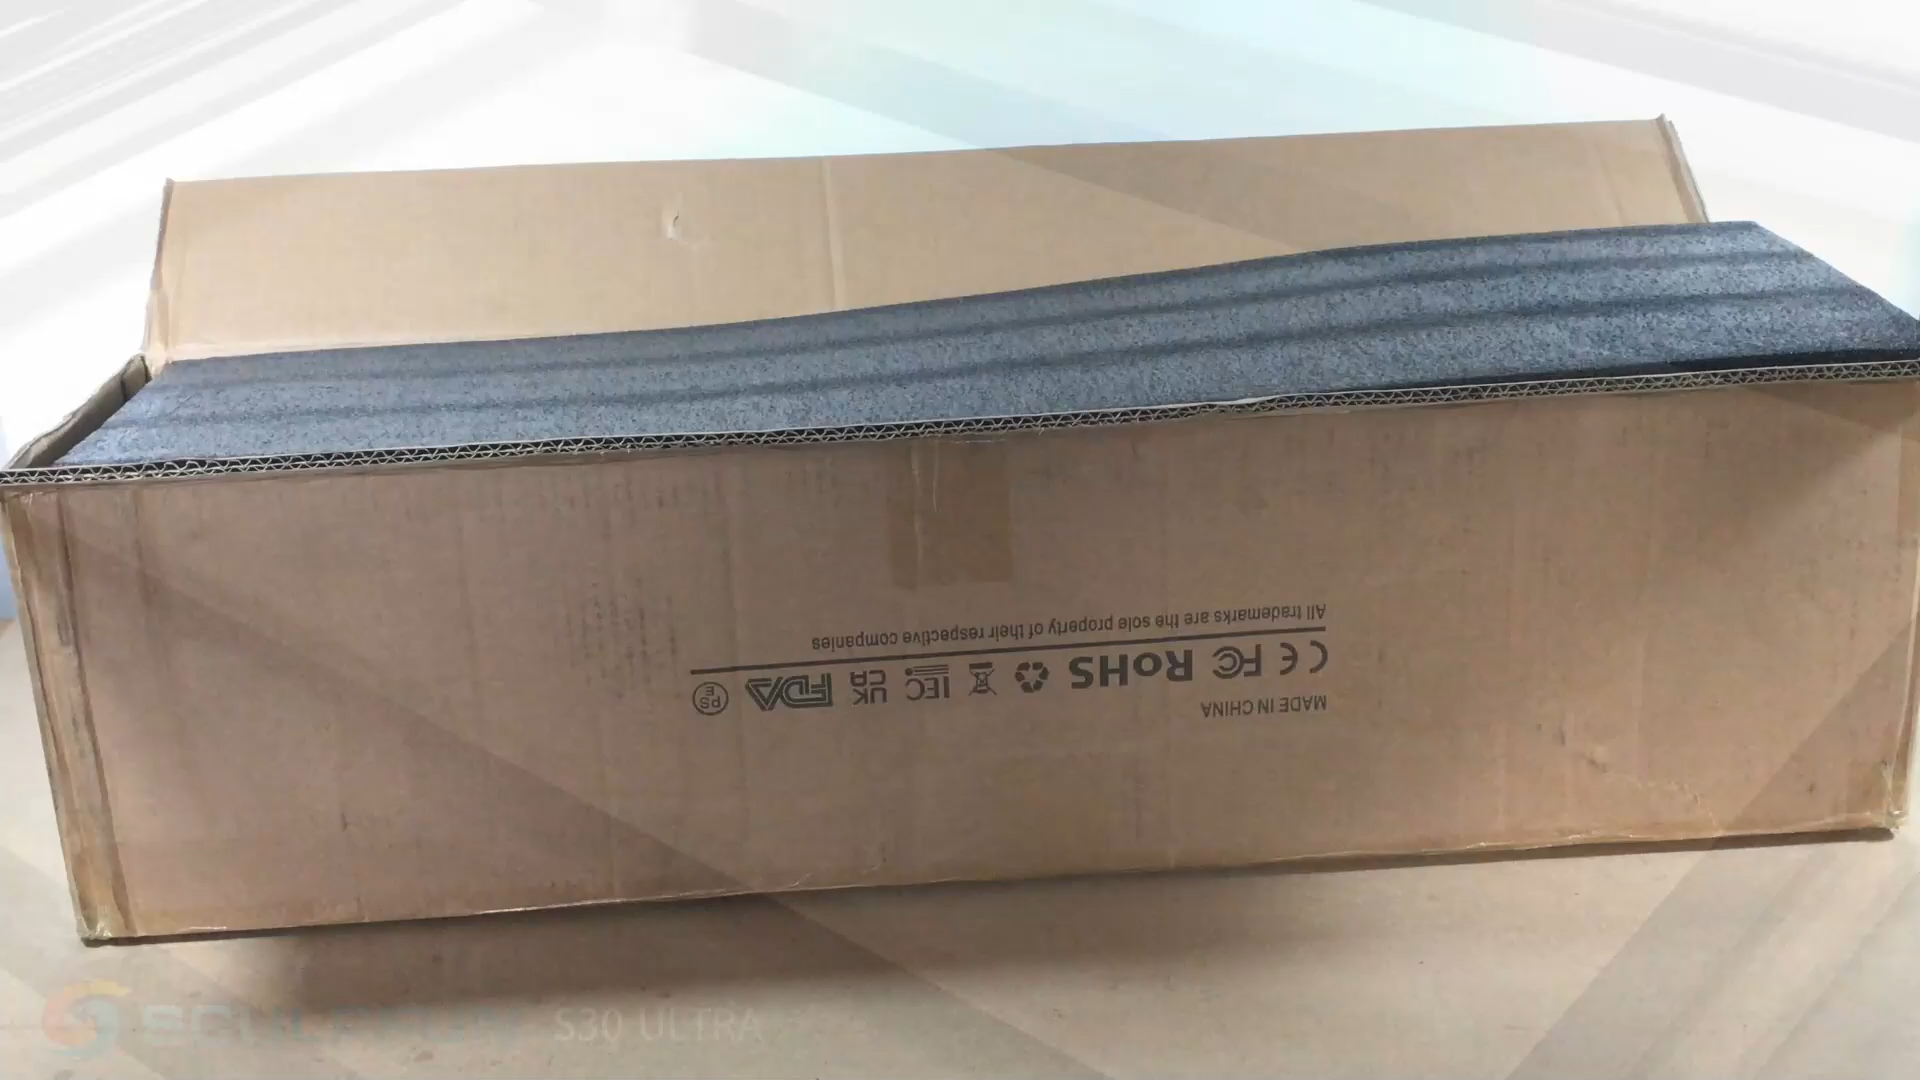 MADE IN CHINA
CE FC RoHS IEC UK CA FDA PS E
All trademarks are the sole property of their respective companies
SCULPFUN S30 ULTRA